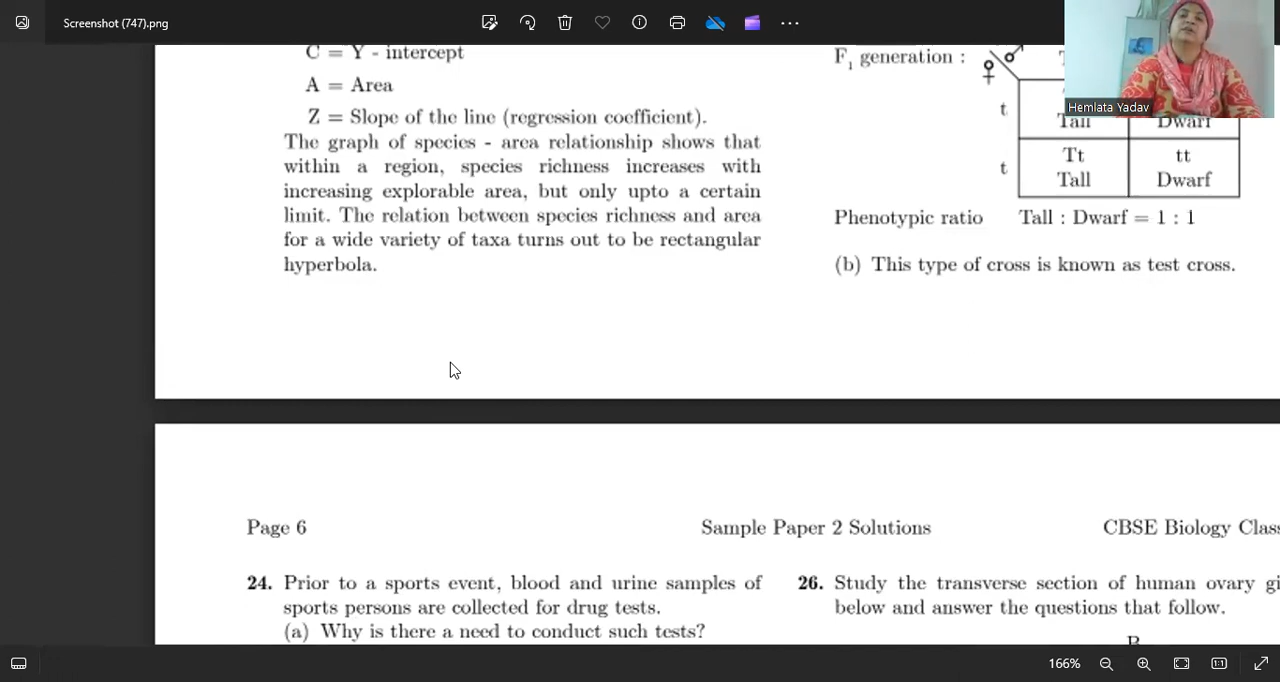 Screenshot (747).png
C = Y - intercept
A = Area
Z = Slope of the line (regression coefficient).
The graph of species - area relationship shows that
within a region, species richness increases with
increasing explorable area, but only upto a certain
limit. The relation between species richness and area
for a wide variety of taxa turns out to be rectangular
hyperbola.
F1 generation :
t
Tall Dwarf
t
Tt tt
Tall Dwarf
Phenotypic ratio Tall : Dwarf = 1 : 1
(b) This type of cross is known as test cross.
Hemlata Yadav
Page 6 Sample Paper 2 Solutions CBSE Biology Class
24. Prior to a sports event, blood and urine samples of
sports persons are collected for drug tests.
(a) Why is there a need to conduct such tests?
26. Study the transverse section of human ovary gi
below and answer the questions that follow.
B
166%